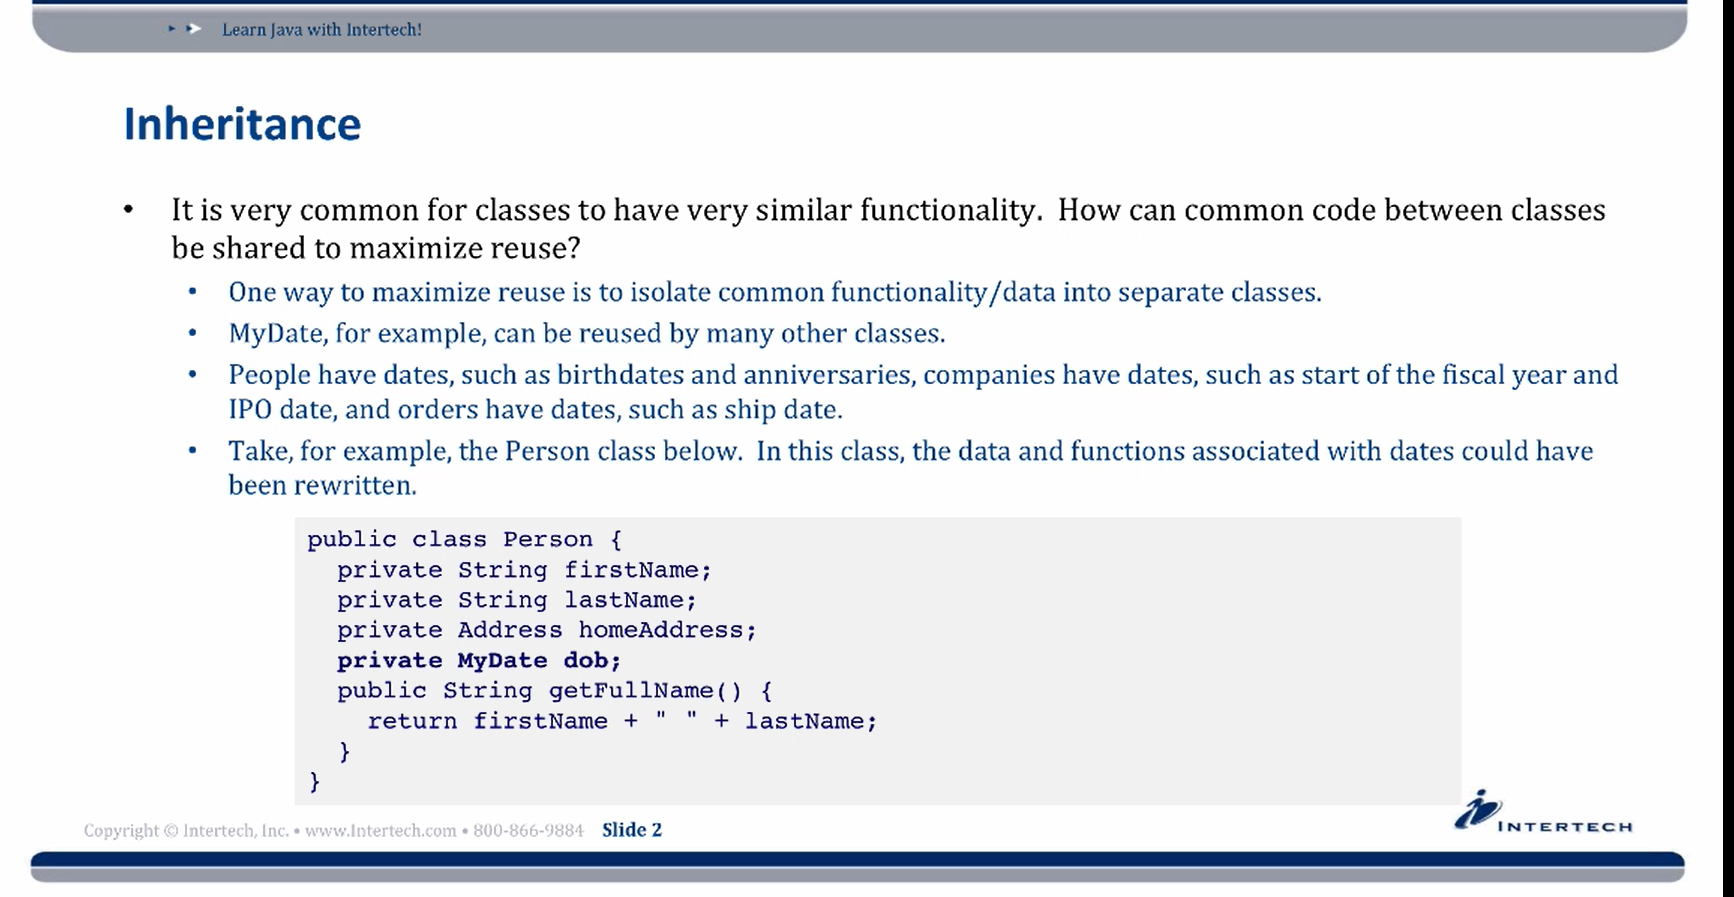 Learn Java with Intertech!
Inheritance
• It is very common for classes to have very similar functionality.  How can common code between classes
be shared to maximize reuse?
• One way to maximize reuse is to isolate common functionality/data into separate classes.
• MyDate, for example, can be reused by many other classes.
• People have dates, such as birthdates and anniversaries, companies have dates, such as start of the fiscal year and
IPO date, and orders have dates, such as ship date.
• Take, for example, the Person class below.  In this class, the data and functions associated with dates could have
been rewritten.
public class Person {
  private String firstName;
  private String lastName;
  private Address homeAddress;
  private MyDate dob;
  public String getFullName() {
    return firstName + " " + lastName;
  }
}
Copyright © Intertech, Inc. • www.Intertech.com • 800-866-9884 Slide 2
INTERTECH